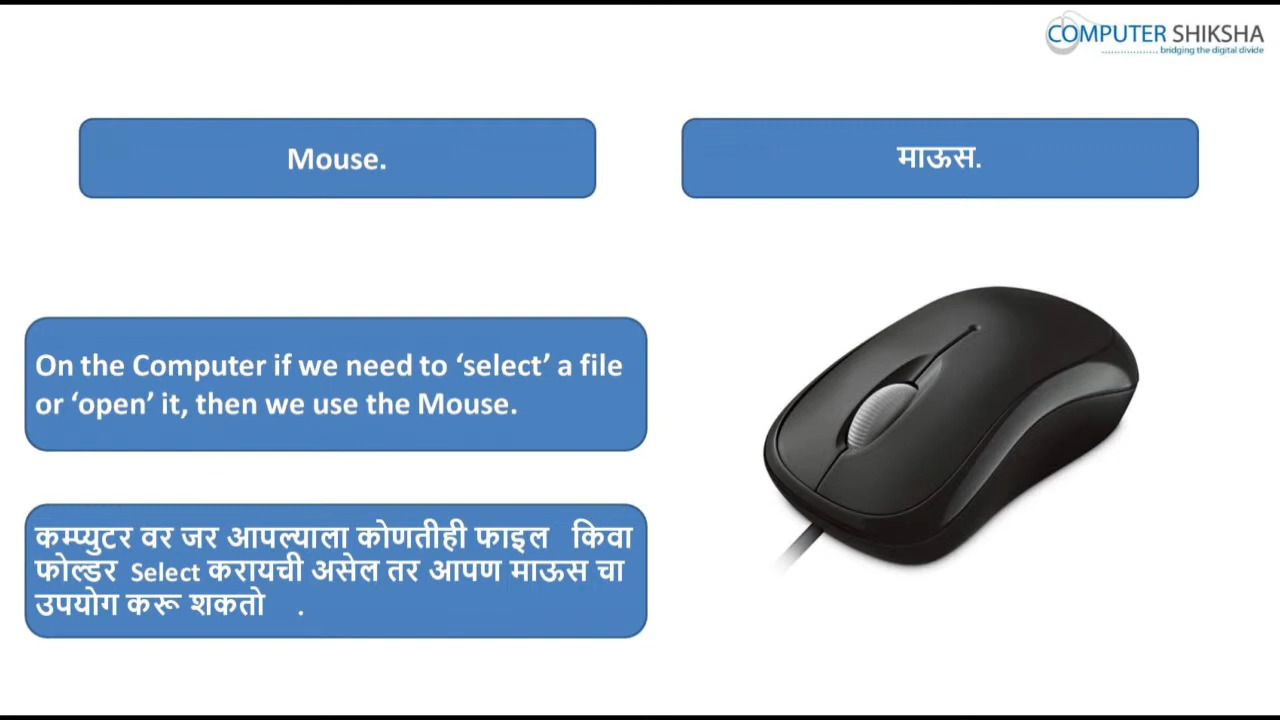 COMPUTER SHIKSHA
bridging the digital divide
Mouse.
माऊस.
On the Computer if we need to ‘select’ a file
or ‘open’ it, then we use the Mouse.
कम्प्युटर वर जर आपल्याला कोणतीही फाइल किवा
फोल्डर Select करायची असेल तर आपण माऊस चा
उपयोग करू शकतो .